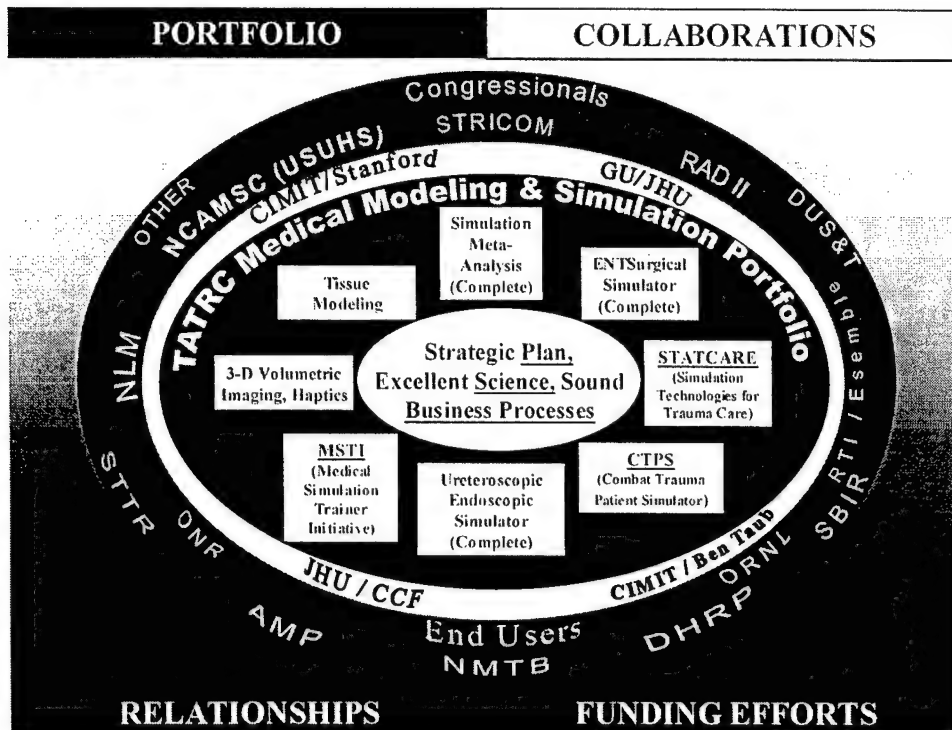 PORTFOLIO
COLLABORATIONS
Congressionals
STRICOM
OTHER
NCAMSC (USUHS)
RAD II
DUS&T
CIMIT/Stanford
GU/JHU
TATRC Medical Modeling & Simulation Portfolio
Simulation
Meta-
Analysis
(Complete)
Tissue
Modeling
ENTSurgical
Simulator
(Complete)
NLM
3-D Volumetric
Imaging, Haptics
Strategic Plan,
Excellent Science, Sound
Business Processes
STATCARE
(Simulation
Technologies for
Trauma Care)
RTI / Essemble
MSTI
(Medical
Simulation
Trainer
Initiative)
Ureteroscopic
Endoscopic
Simulator
(Complete)
CTPS
(Combat Trauma
Patient Simulator)
STTR
ONR
JHU / CCF
CIMIT / Ben Taub
ORNL
SBIR
AMP
End Users
DHRP
NMTB
RELATIONSHIPS
FUNDING EFFORTS